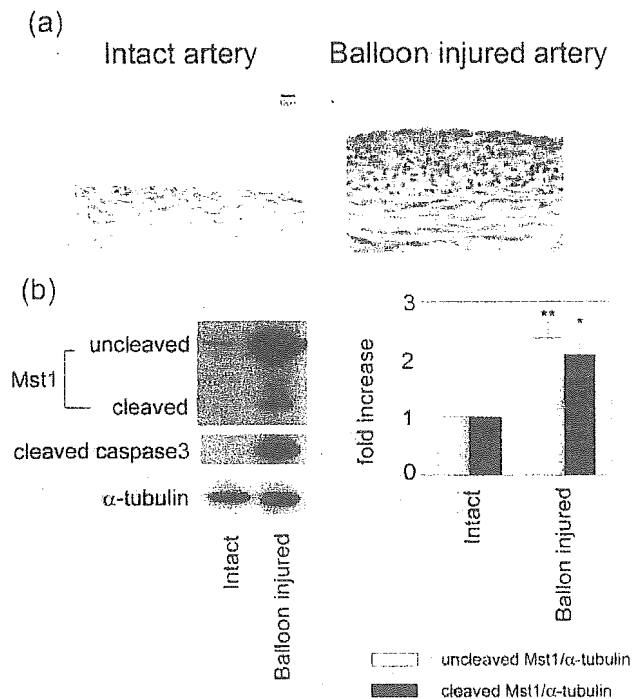 (a)
Intact artery
Balloon injured artery
(b)
Mst1
uncleaved
cleaved
cleaved caspase3
α-tubulin
Intact
Balloon injured
fold increase
3
2
1
0
**
*
Intact
Ballon injured
uncleaved Mst1/α-tubulin
cleaved Mst1/α-tubulin